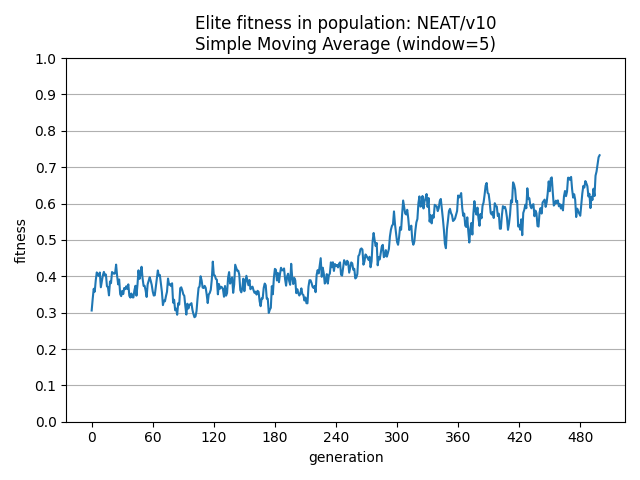 Elite fitness in population: NEAT/v10
Simple Moving Average (window=5)
1.0
0.9
0.8
0.7
0.6
0.5
0.4
0.3
0.2
0.1
0.0
fitness
0 60 120 180 240 300 360 420 480
generation